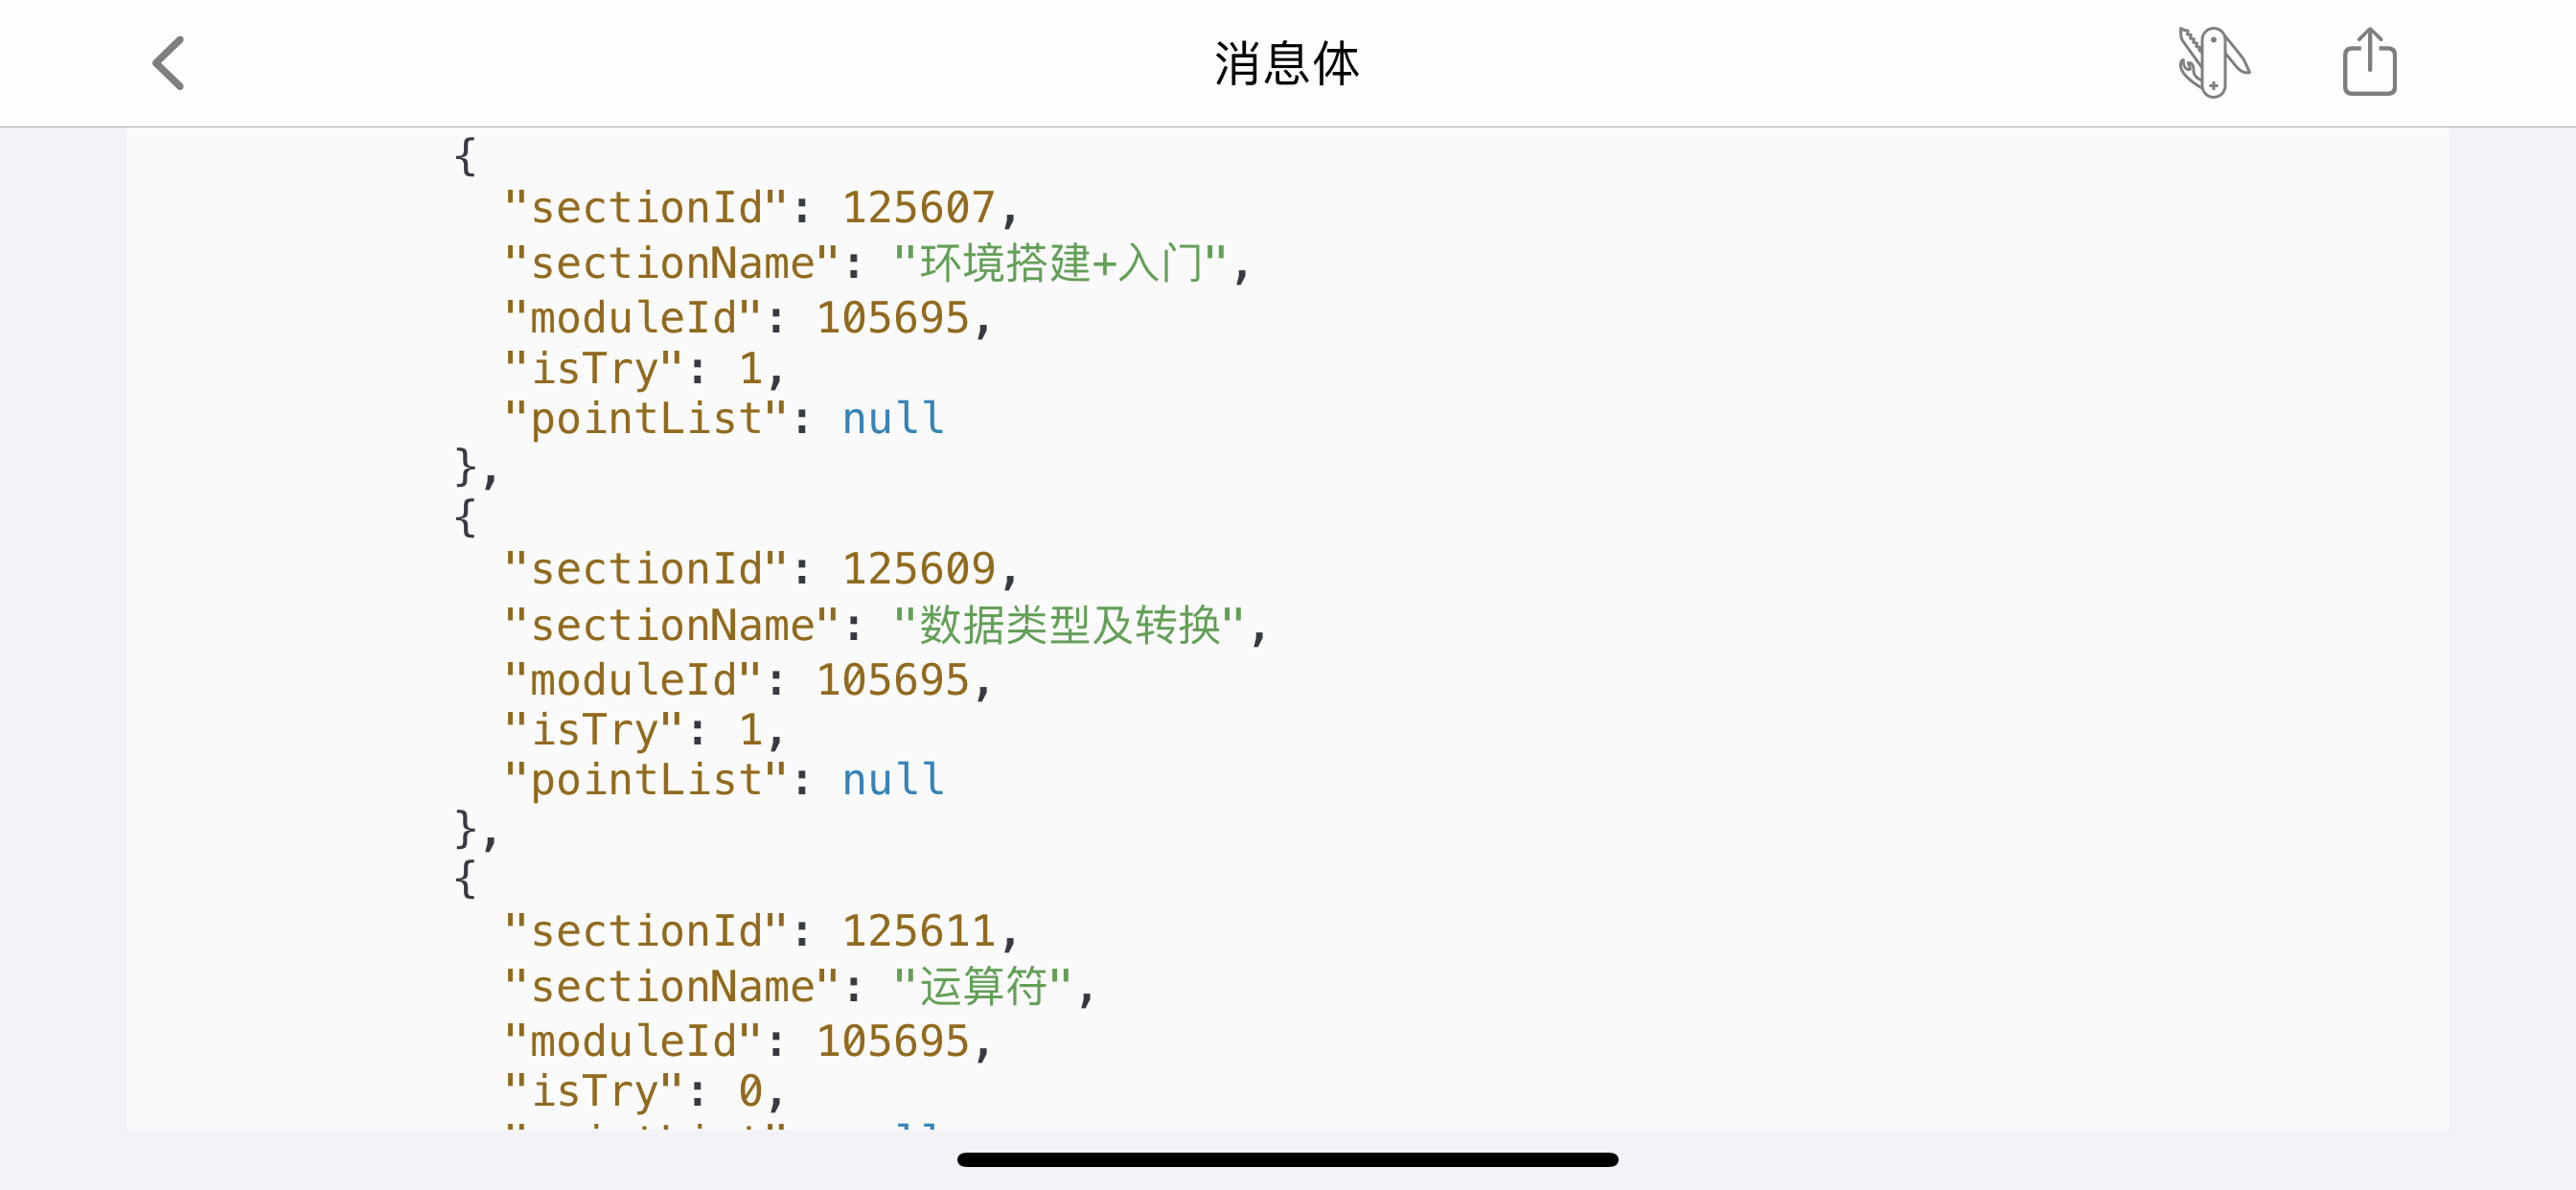 消息体
{
"sectionId": 125607,
"sectionName": "环境搭建+入门",
"moduleId": 105695,
"isTry": 1,
"pointList": null
},
{
"sectionId": 125609,
"sectionName": "数据类型及转换",
"moduleId": 105695,
"isTry": 1,
"pointList": null
},
{
"sectionId": 125611,
"sectionName": "运算符",
"moduleId": 105695,
"isTry": 0,